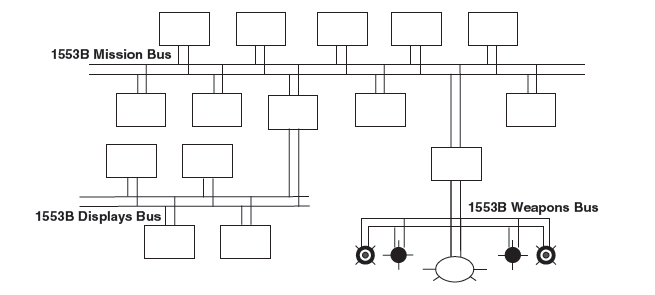 1553B Mission Bus
1553B Weapons Bus
1553B Displays Bus